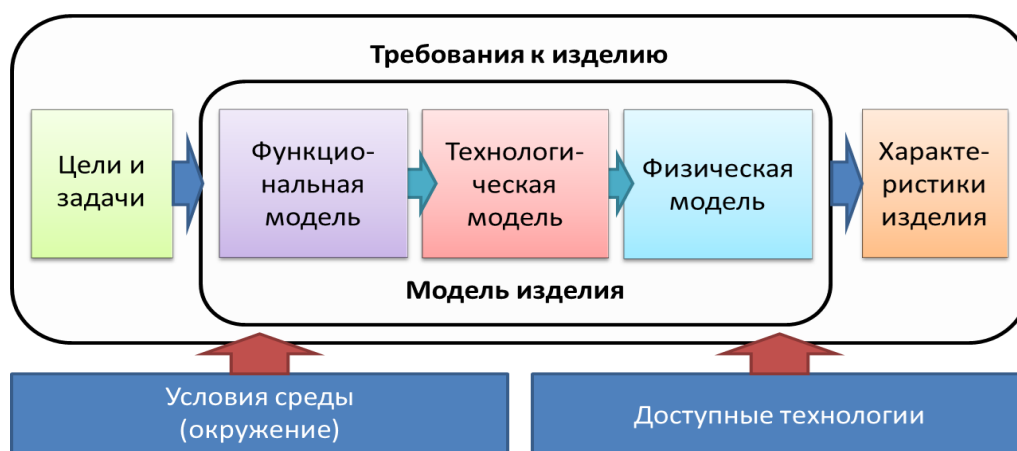 Требования к изделию
Цели и
задачи
Функцио-
нальная
модель
Технологи-
ческая
модель
Физическая
модель
Характе-
ристики
изделия
Модель изделия
Условия среды
(окружение)
Доступные технологии